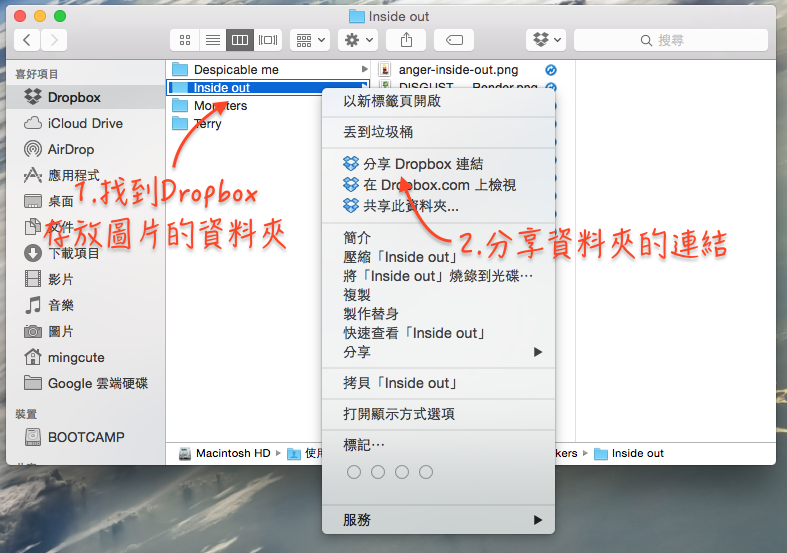 Inside out
搜尋
喜好項目
Dropbox
iCloud Drive
AirDrop
應用程式
桌面
文件
下載項目
影片
音樂
圖片
mingcute
Google 雲端硬碟
裝置
BOOTCAMP
Despicable me
Inside out
Monsters
Terry
anger-inside-out.png
DISGUST
Render.png
以新標籤頁開啟
丟到垃圾桶
分享 Dropbox 連結
在 Dropbox.com 上檢視
共享此資料夾...
簡介
壓縮「Inside out」
將「Inside out」燒錄到光碟⋯
複製
製作替身
快速查看「Inside out」
分享
拷貝「Inside out」
打開顯示方式選項
標記⋯
服務
1.找到Dropbox
存放圖片的資料夾
2.分享資料夾的連結
Macintosh HD
使用
kers
Inside out